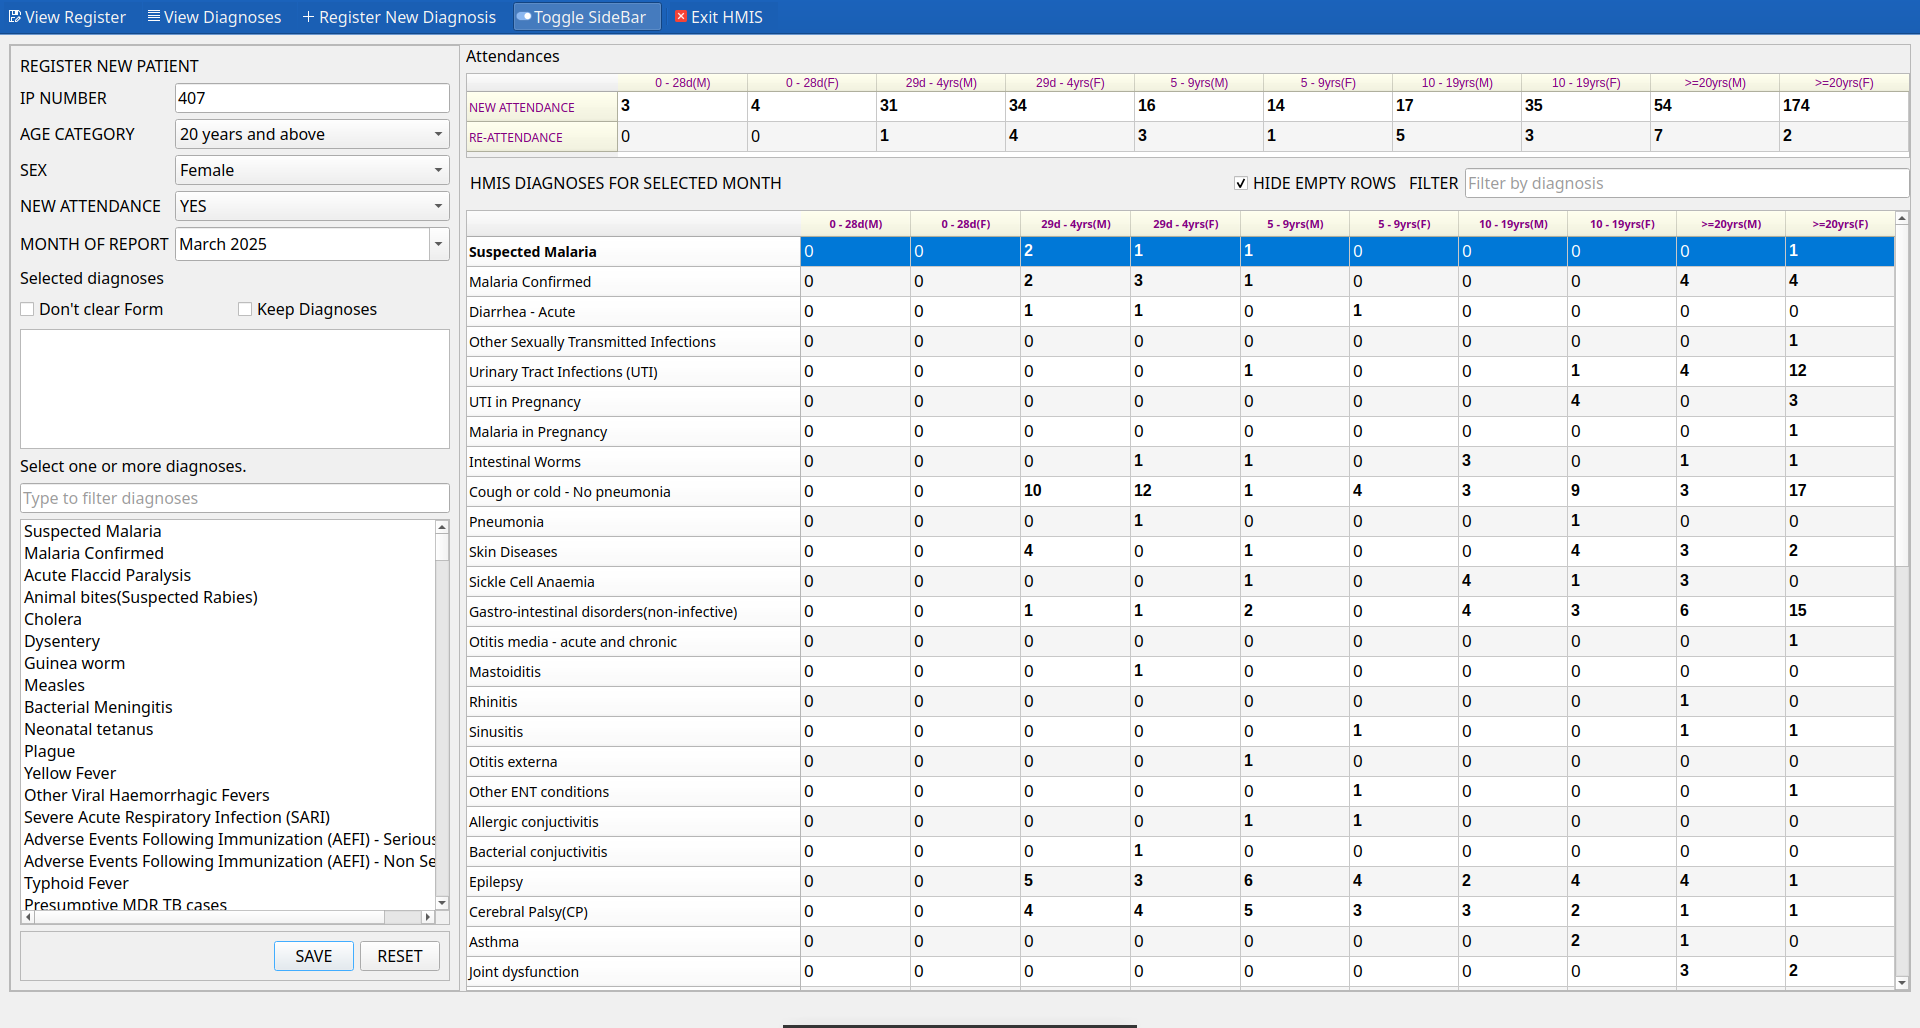 View Register View Diagnoses + Register New Diagnosis Toggle SideBar Exit HMIS
REGISTER NEW PATIENT
IP NUMBER 407
AGE CATEGORY 20 years and above
SEX Female
NEW ATTENDANCE YES
MONTH OF REPORT March 2025
Selected diagnoses
Don't clear Form Keep Diagnoses
Select one or more diagnoses.
Type to filter diagnoses
Suspected Malaria
Malaria Confirmed
Acute Flaccid Paralysis
Animal bites(Suspected Rabies)
Cholera
Dysentery
Guinea worm
Measles
Bacterial Meningitis
Neonatal tetanus
Plague
Yellow Fever
Other Viral Haemorrhagic Fevers
Severe Acute Respiratory Infection (SARI)
Adverse Events Following Immunization (AEFI) - Serious
Adverse Events Following Immunization (AEFI) - Non Se
Typhoid Fever
Presumptive MDR TB cases
SAVE RESET
Attendances
0 - 28d(M) 0 - 28d(F) 29d - 4yrs(M) 29d - 4yrs(F) 5 - 9yrs(M) 5 - 9yrs(F) 10 - 19yrs(M) 10 - 19yrs(F) >=20yrs(M) >=20yrs(F)
NEW ATTENDANCE 3 4 31 34 16 14 17 35 54 174
RE-ATTENDANCE 0 0 1 4 3 1 5 3 7 2
HMIS DIAGNOSES FOR SELECTED MONTH HIDE EMPTY ROWS FILTER Filter by diagnosis
0 - 28d(M) 0 - 28d(F) 29d - 4yrs(M) 29d - 4yrs(F) 5 - 9yrs(M) 5 - 9yrs(F) 10 - 19yrs(M) 10 - 19yrs(F) >=20yrs(M) >=20yrs(F)
Suspected Malaria 0 0 2 1 1 0 0 0 0 1
Malaria Confirmed 0 0 2 3 1 0 0 0 4 4
Diarrhea - Acute 0 0 1 1 0 1 0 0 0 0
Other Sexually Transmitted Infections 0 0 0 0 0 0 0 0 0 1
Urinary Tract Infections (UTI) 0 0 0 0 1 0 0 1 4 12
UTI in Pregnancy 0 0 0 0 0 0 0 4 0 3
Malaria in Pregnancy 0 0 0 0 0 0 0 0 0 1
Intestinal Worms 0 0 0 1 1 0 3 0 1 1
Cough or cold - No pneumonia 0 0 10 12 1 4 3 9 3 17
Pneumonia 0 0 0 1 0 0 0 1 0 0
Skin Diseases 0 0 4 0 1 0 0 4 3 2
Sickle Cell Anaemia 0 0 0 0 1 0 4 1 3 0
Gastro-intestinal disorders(non-infective) 0 0 1 1 2 0 4 3 6 15
Otitis media - acute and chronic 0 0 0 0 0 0 0 0 0 1
Mastoiditis 0 0 0 1 0 0 0 0 0 0
Rhinitis 0 0 0 0 0 0 0 0 1 0
Sinusitis 0 0 0 0 0 1 0 0 1 1
Otitis externa 0 0 0 0 1 0 0 0 0 0
Other ENT conditions 0 0 0 0 0 1 0 0 0 1
Allergic conjuctivitis 0 0 0 0 1 1 0 0 0 0
Bacterial conjuctivitis 0 0 0 1 0 0 0 0 0 0
Epilepsy 0 0 5 3 6 4 2 4 4 1
Cerebral Palsy(CP) 0 0 4 4 5 3 3 2 1 1
Asthma 0 0 0 0 0 0 0 2 1 0
Joint dysfunction 0 0 0 0 0 0 0 0 3 2